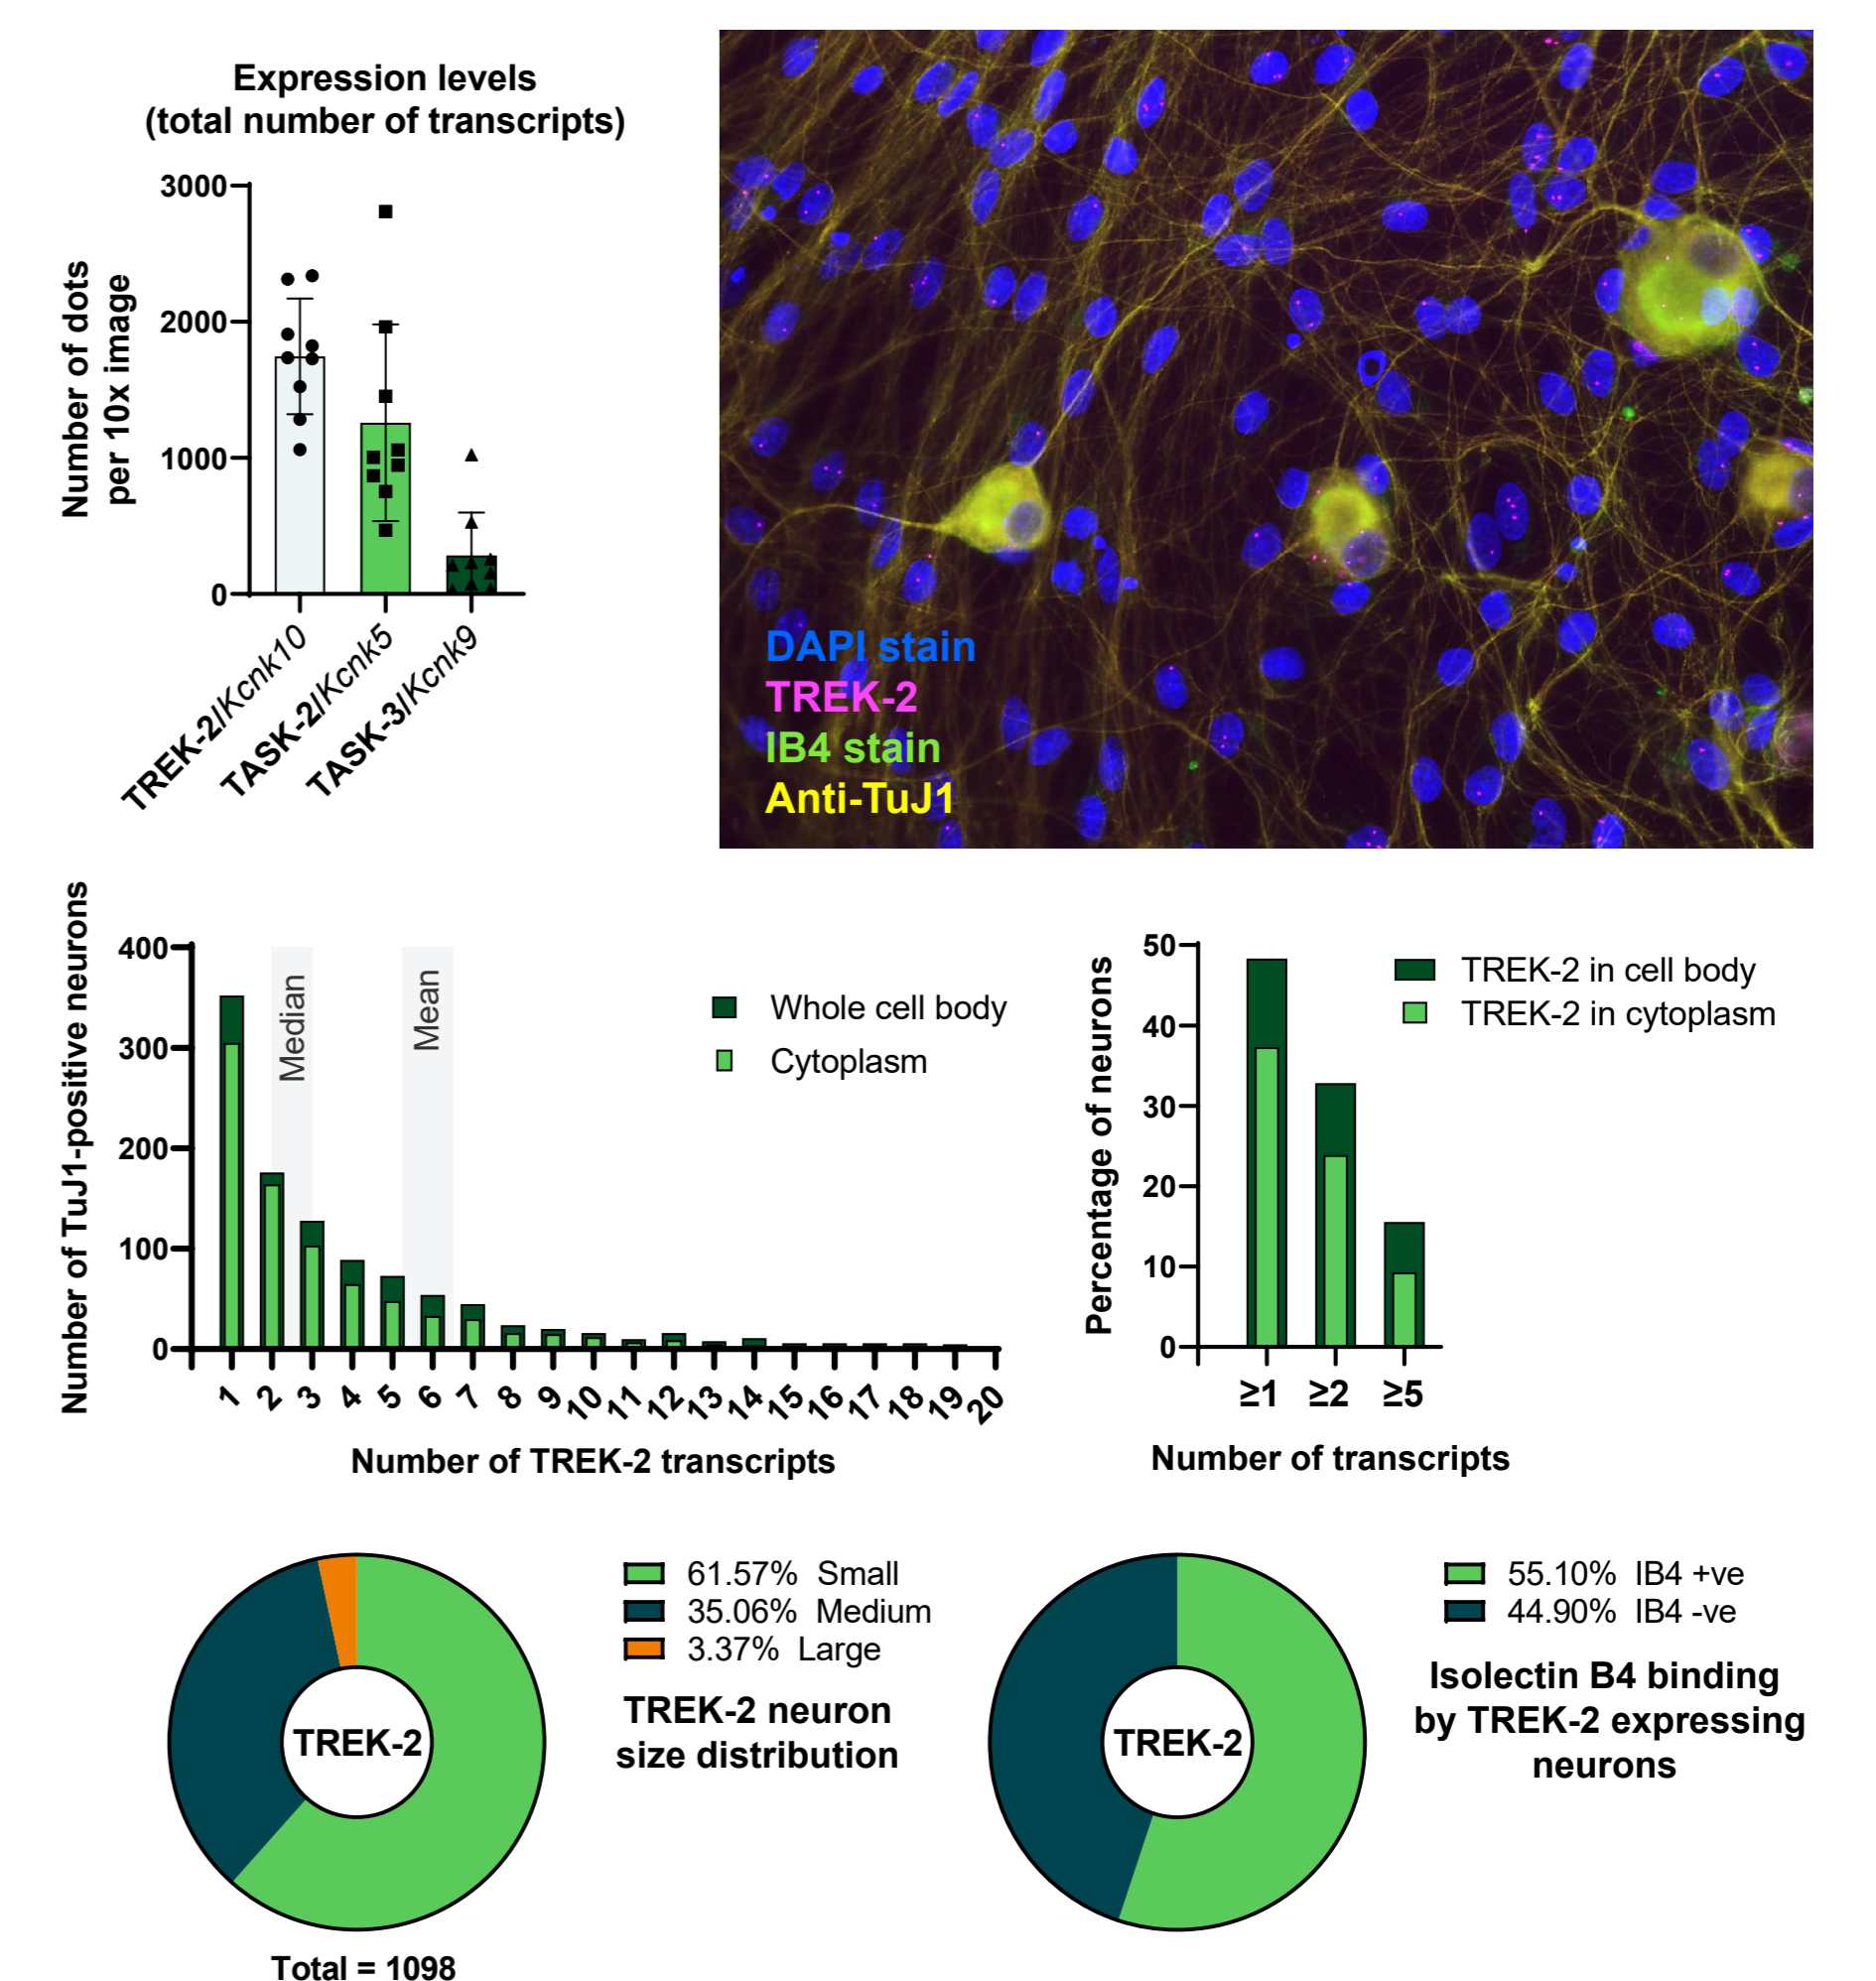 Expression levels
(total number of transcripts)
Number of dots
per 10x image
3000
2000
1000
0
TREK-2/Kcnk10
TASK-2/Kcnk5
TASK-3/Kcnk9
DAPI stain
TREK-2
IB4 stain
Anti-TuJ1
Number of TuJ1-positive neurons
400
300
200
100
0
Median
Mean
Whole cell body
Cytoplasm
1 2 3 4 5 6 7 8 9 10 11 12 13 14 15 16 17 18 19 20
Number of TREK-2 transcripts
Percentage of neurons
50
40
30
20
10
0
TREK-2 in cell body
TREK-2 in cytoplasm
≥1 ≥2 ≥5
Number of transcripts
TREK-2
61.57% Small
35.06% Medium
3.37% Large
TREK-2 neuron
size distribution
Total = 1098
TREK-2
55.10% IB4 +ve
44.90% IB4 -ve
Isolectin B4 binding
by TREK-2 expressing
neurons